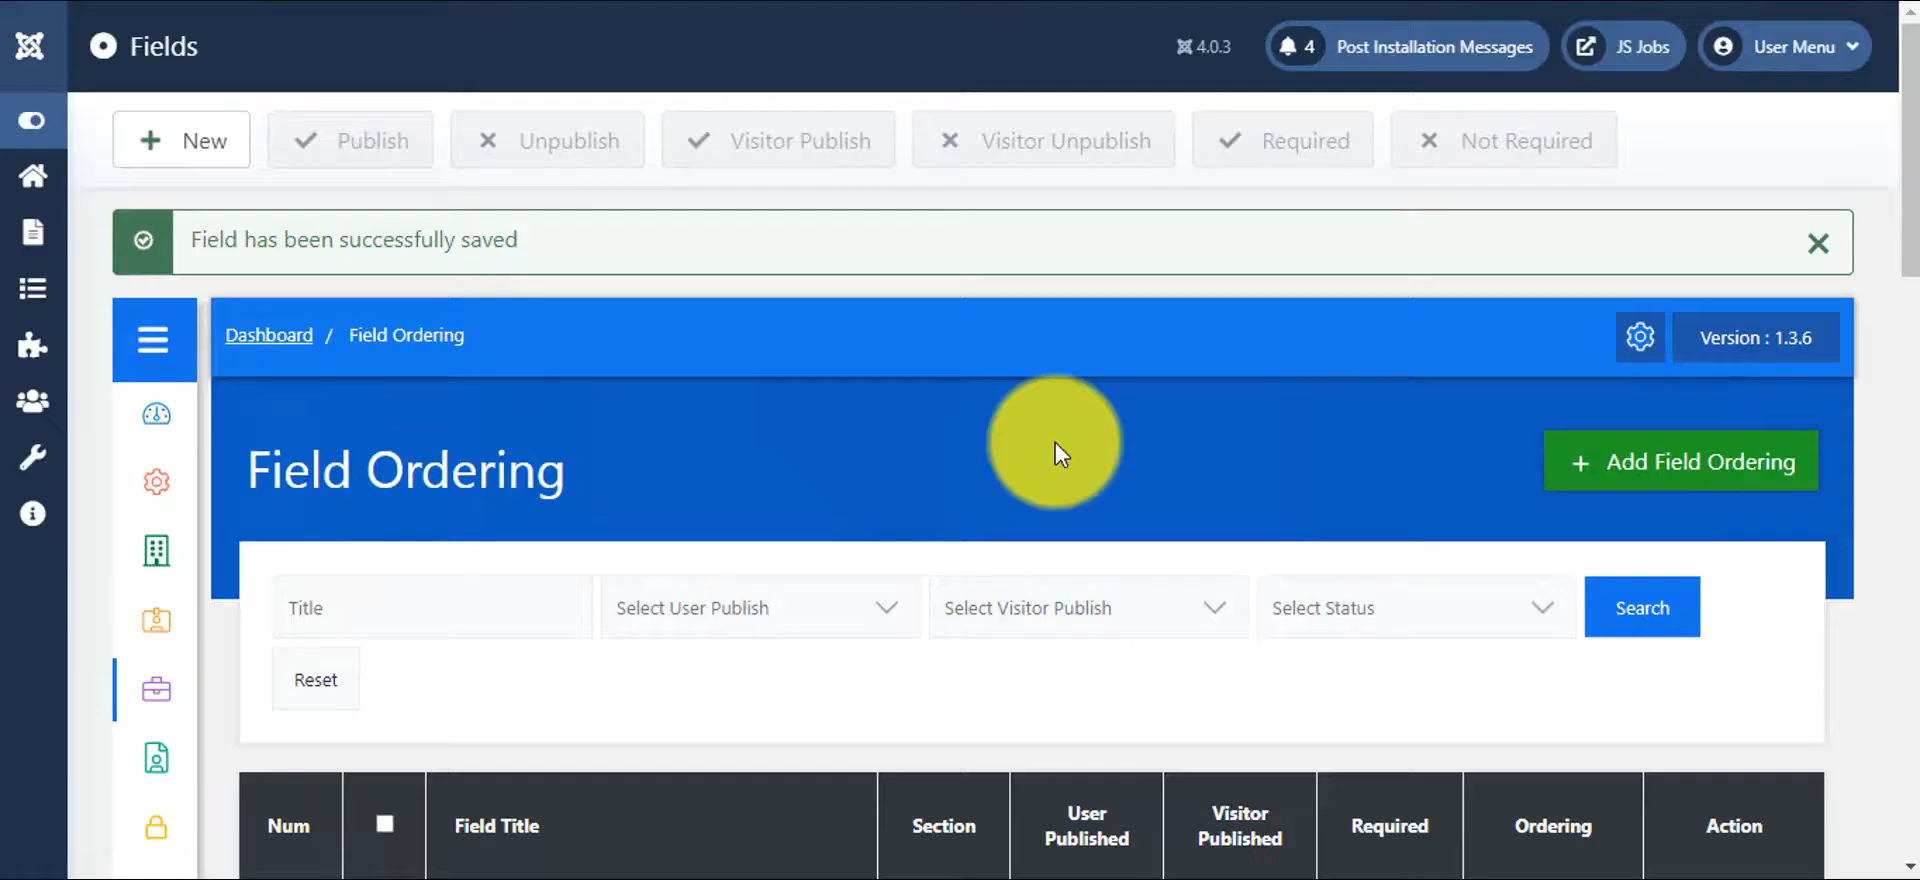 Fields
4.0.3
4 Post Installation Messages
JS Jobs
User Menu
New
Publish
Unpublish
Visitor Publish
Visitor Unpublish
Required
Not Required
Field has been successfully saved
Dashboard / Field Ordering
Version : 1.3.6
Field Ordering
+ Add Field Ordering
Title
Select User Publish
Select Visitor Publish
Select Status
Search
Reset
Num
Field Title
Section
User
Published
Visitor
Published
Required
Ordering
Action